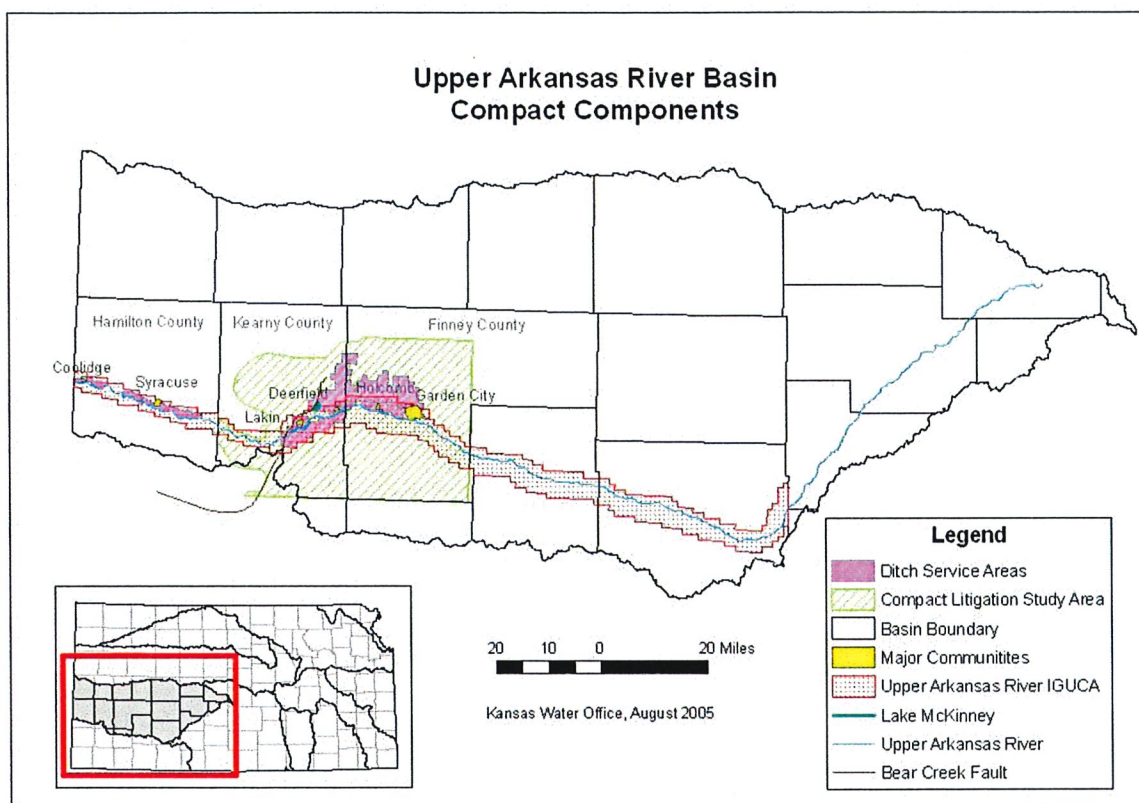 Upper Arkansas River Basin
Compact Components
Hamilton County
Kearny County
Finney County
Coolidge
Syracuse
Deerfield
Holcomb
Garden City
Lakin
Legend
Ditch Service Areas
Compact Litigation Study Area
Basin Boundary
Major Communitites
Upper Arkansas River IGUCA
Lake McKinney
Upper Arkansas River
Bear Creek Fault
20 10 0 20 Miles
Kansas Water Office, August 2005